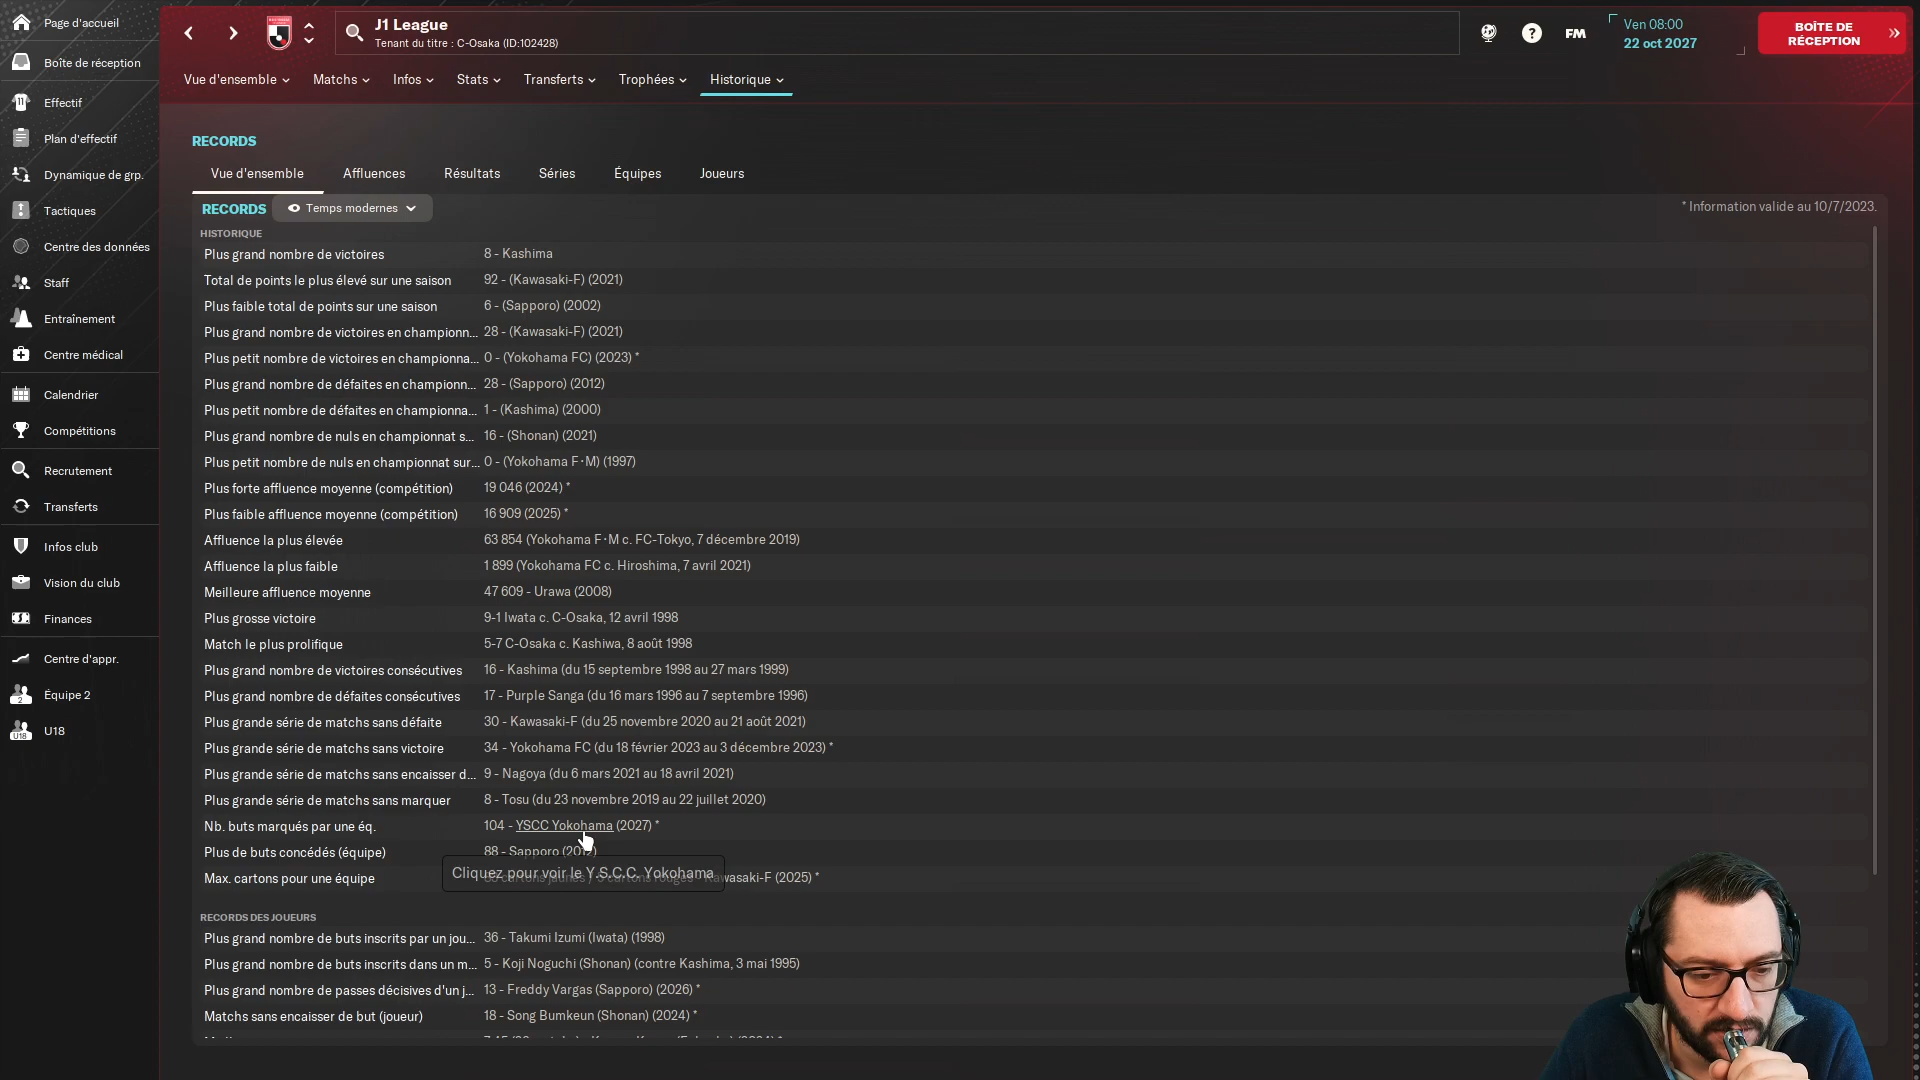 Page d'accueil
Boîte de réception
Effectif
Plan d'effectif
Dynamique de grp.
Tactiques
Centre des données
Staff
Entraînement
Centre médical
Calendrier
Compétitions
Recrutement
Transferts
Infos club
Vision du club
Finances
Centre d'appr.
Équipe 2
U18
J1 League
Tenant du titre : C-Osaka (ID:102428)
FM
Ven 08:00
22 oct 2027
BOÎTE DE
RÉCEPTION
Vue d'ensemble Matchs Infos Stats Transferts Trophées Historique
RECORDS
Vue d'ensemble Affluences Résultats Séries Équipes Joueurs
RECORDS Temps modernes * Information valide au 10/7/2023.
HISTORIQUE
Plus grand nombre de victoires 8 - Kashima
Total de points le plus élevé sur une saison 92 - (Kawasaki-F) (2021)
Plus faible total de points sur une saison 6 - (Sapporo) (2002)
Plus grand nombre de victoires en championn... 28 - (Kawasaki-F) (2021)
Plus petit nombre de victoires en championna... 0 - (Yokohama FC) (2023) *
Plus grand nombre de défaites en championn... 28 - (Sapporo) (2012)
Plus petit nombre de défaites en championna... 1 - (Kashima) (2000)
Plus grand nombre de nuls en championnat s... 16 - (Shonan) (2021)
Plus petit nombre de nuls en championnat sur... 0 - (Yokohama F･M) (1997)
Plus forte affluence moyenne (compétition) 19 046 (2024) *
Plus faible affluence moyenne (compétition) 16 909 (2025) *
Affluence la plus élevée 63 854 (Yokohama F･M c. FC-Tokyo, 7 décembre 2019)
Affluence la plus faible 1 899 (Yokohama FC c. Hiroshima, 7 avril 2021)
Meilleure affluence moyenne 47 609 - Urawa (2008)
Plus grosse victoire 9-1 Iwata c. C-Osaka, 12 avril 1998
Match le plus prolifique 5-7 C-Osaka c. Kashiwa, 8 août 1998
Plus grand nombre de victoires consécutives 16 - Kashima (du 15 septembre 1998 au 27 mars 1999)
Plus grand nombre de défaites consécutives 17 - Purple Sanga (du 16 mars 1996 au 7 septembre 1996)
Plus grande série de matchs sans défaite 30 - Kawasaki-F (du 25 novembre 2020 au 21 août 2021)
Plus grande série de matchs sans victoire 34 - Yokohama FC (du 18 février 2023 au 3 décembre 2023) *
Plus grande série de matchs sans encaisser d... 9 - Nagoya (du 6 mars 2021 au 18 avril 2021)
Plus grande série de matchs sans marquer 8 - Tosu (du 23 novembre 2019 au 22 juillet 2020)
Nb. buts marqués par une éq. 104 - YSCC Yokohama (2027) *
Plus de buts concédés (équipe) 88 - Sapporo (2012)
Cliquez pour voir le Y.S.C.C. Yokohama
Max. cartons pour une équipe cartons jaunes / cartons rouges - Kawasaki-F (2025) *
RECORDS DES JOUEURS
Plus grand nombre de buts inscrits par un jou... 36 - Takumi Izumi (Iwata) (1998)
Plus grand nombre de buts inscrits dans un m... 5 - Koji Noguchi (Shonan) (contre Kashima, 3 mai 1995)
Plus grand nombre de passes décisives d'un j... 13 - Freddy Vargas (Sapporo) (2026) *
Matchs sans encaisser de but (joueur) 18 - Song Bumkeun (Shonan) (2024) *